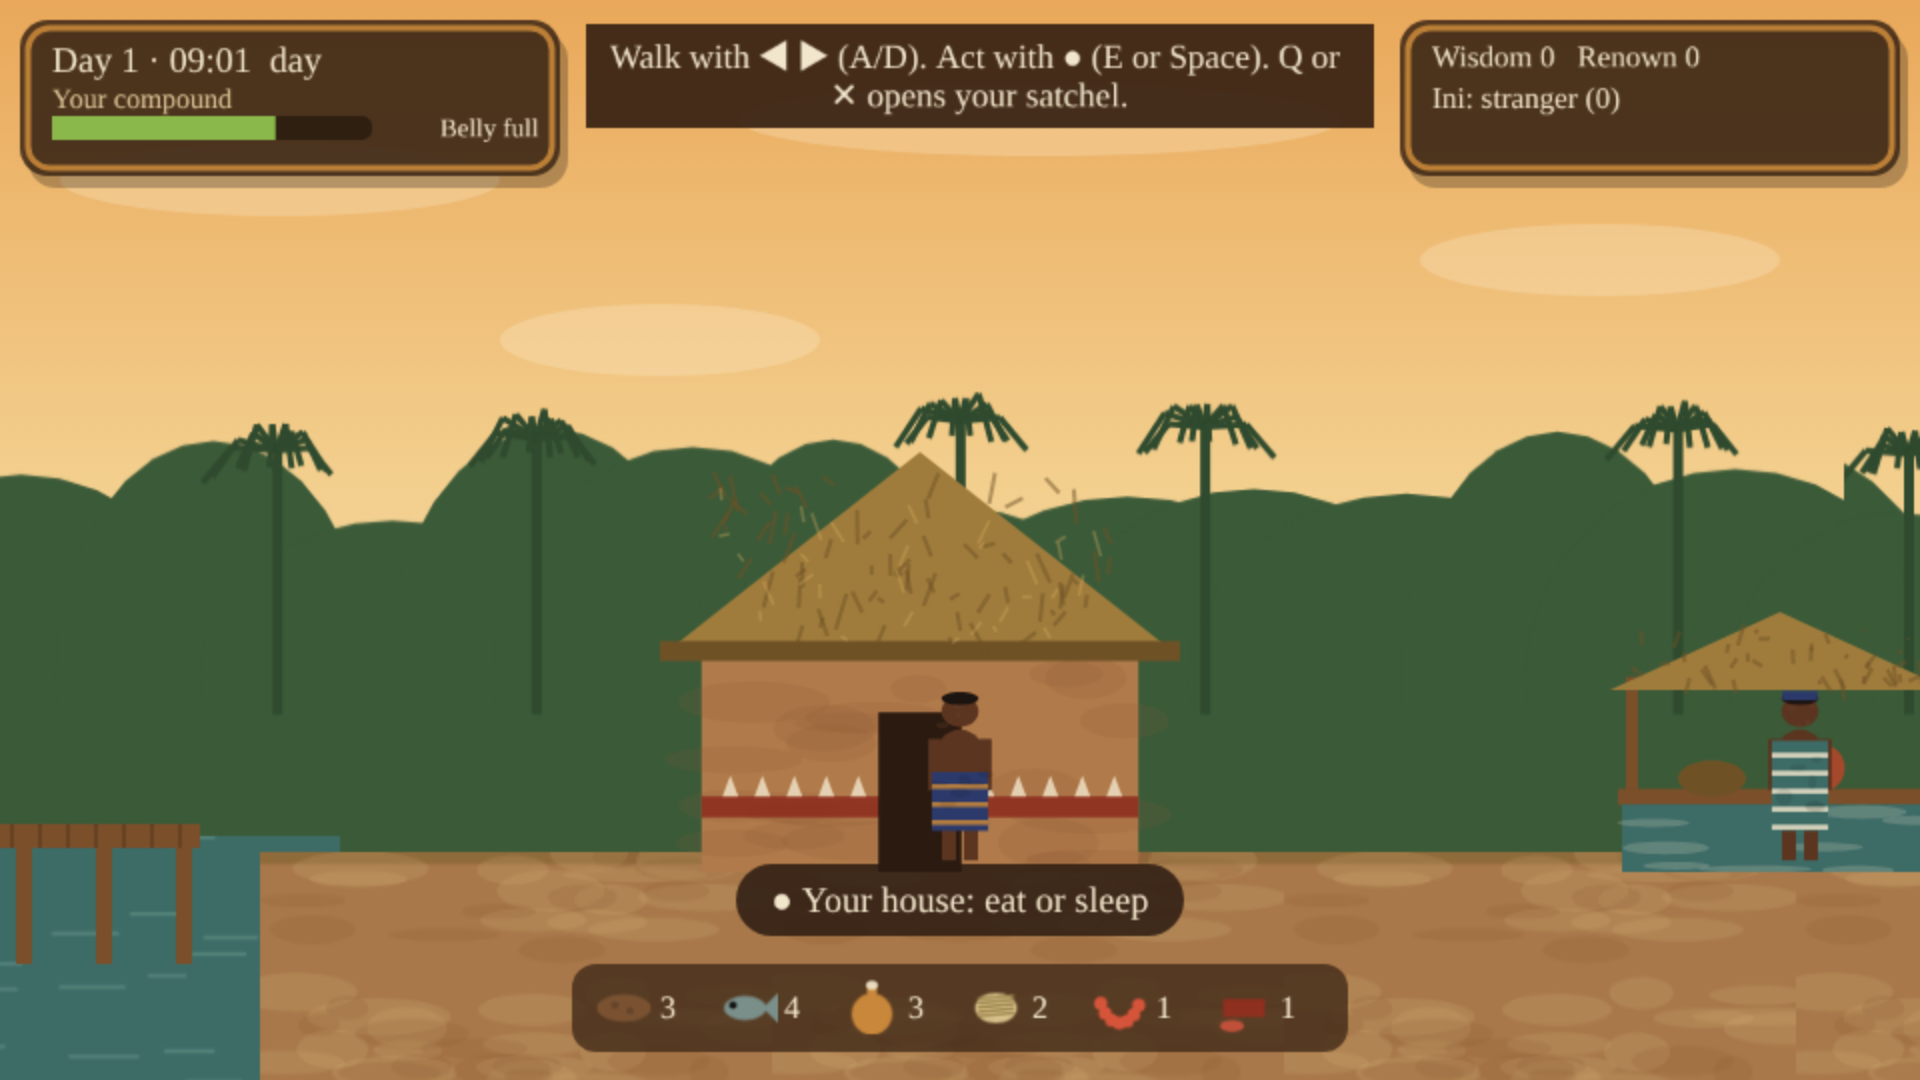 Day 1 · 09:01 day
Your compound
Belly full
Walk with ◀ ▶ (A/D). Act with ● (E or Space). Q or
✕ opens your satchel.
Wisdom 0 Renown 0
Ini: stranger (0)
● Your house: eat or sleep
3 4 3 2 1 1